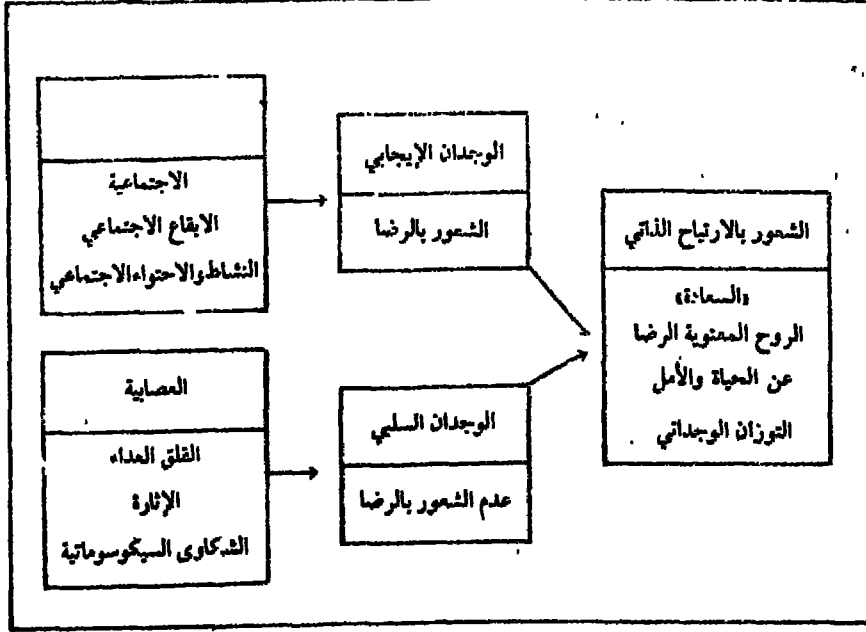 الوجدان الإيجابي
الشعور بالرضا
الاجتماعية
الايقاع الاجتماعي
النشاط والاحتواء الاجتماعي
الشعور بالارتياح الذاتي
«السعادة»
الروح المعنوية الرضا
عن الحياة والأمل
التوزان الوجداني
العصابية
القلق العداء
الإثارة
الشكاوى السيكوسوماتية
الوجدان السلبي
عدم الشعور بالرضا